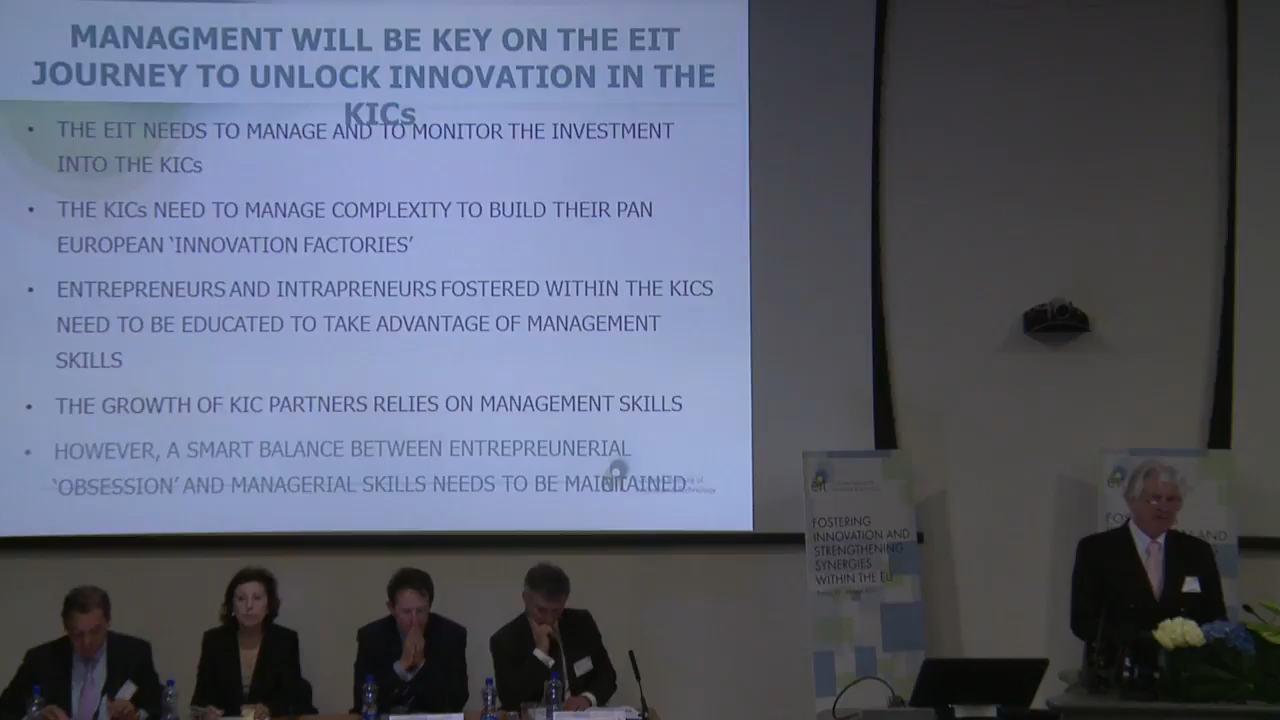 MANAGMENT WILL BE KEY ON THE EIT
JOURNEY TO UNLOCK INNOVATION IN THE
KICs
• THE EIT NEEDS TO MANAGE AND TO MONITOR THE INVESTMENT
INTO THE KICs
• THE KICs NEED TO MANAGE COMPLEXITY TO BUILD THEIR PAN
EUROPEAN ‘INNOVATION FACTORIES’
• ENTREPRENEURS AND INTRAPRENEURS FOSTERED WITHIN THE KICS
NEED TO BE EDUCATED TO TAKE ADVANTAGE OF MANAGEMENT
SKILLS
• THE GROWTH OF KIC PARTNERS RELIES ON MANAGEMENT SKILLS
• HOWEVER, A SMART BALANCE BETWEEN ENTREPREUNERIAL
‘OBSESSION’ AND MANAGERIAL SKILLS NEEDS TO BE MAINTAINED
eit
FOSTERING
INNOVATION AND
STRENGTHENING
SYNERGIES
WITHIN THE EU